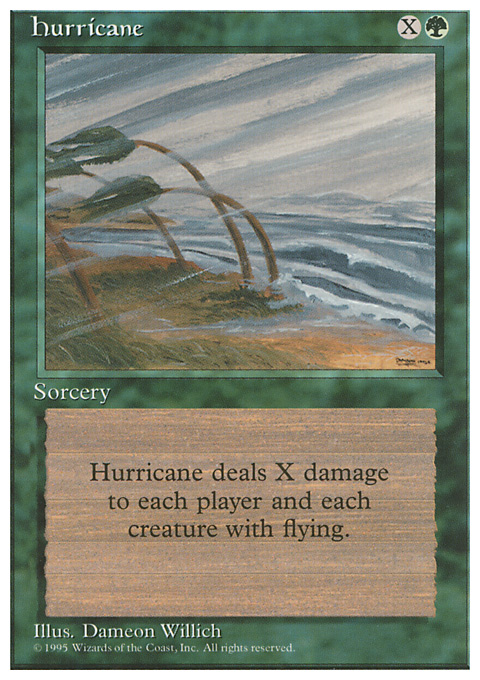 Hurricane X
Sorcery
Hurricane deals X damage
to each player and each
creature with flying.
Illus. Dameon Willich
© 1995 Wizards of the Coast, Inc. All rights reserved.